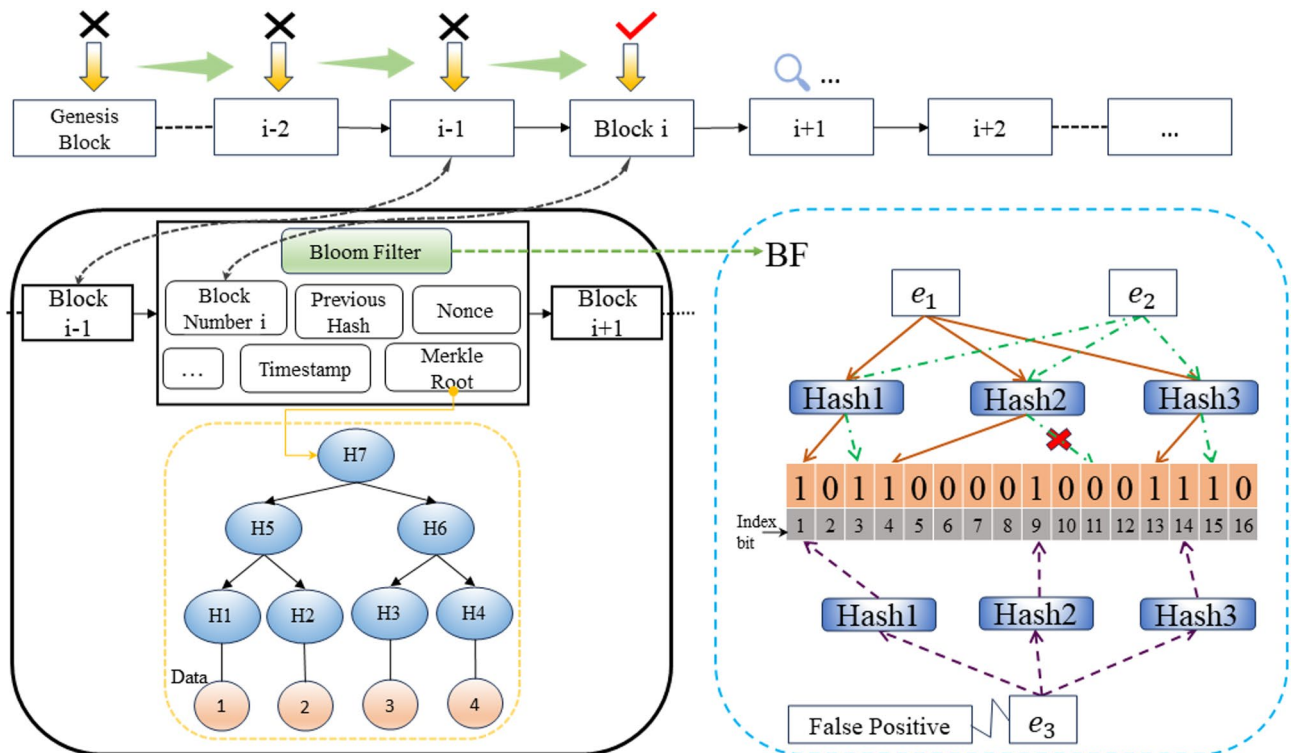 ...
Genesis
Block
i-2
i-1
Block i
i+1
i+2
...
Bloom Filter
BF
Block
i-1
Block
Number i
Previous
Hash
Nonce
Block
i+1
...
Timestamp
Merkle
Root
H7
H5
H6
H1
H2
H3
H4
Data
1
2
3
4
e₁
e₂
Hash1
Hash2
Hash3
1 0 1 1 0 0 0 0 1 0 0 0 1 1 1 0
Index
bit
1 2 3 4 5 6 7 8 9 10 11 12 13 14 15 16
Hash1
Hash2
Hash3
False Positive
e₃